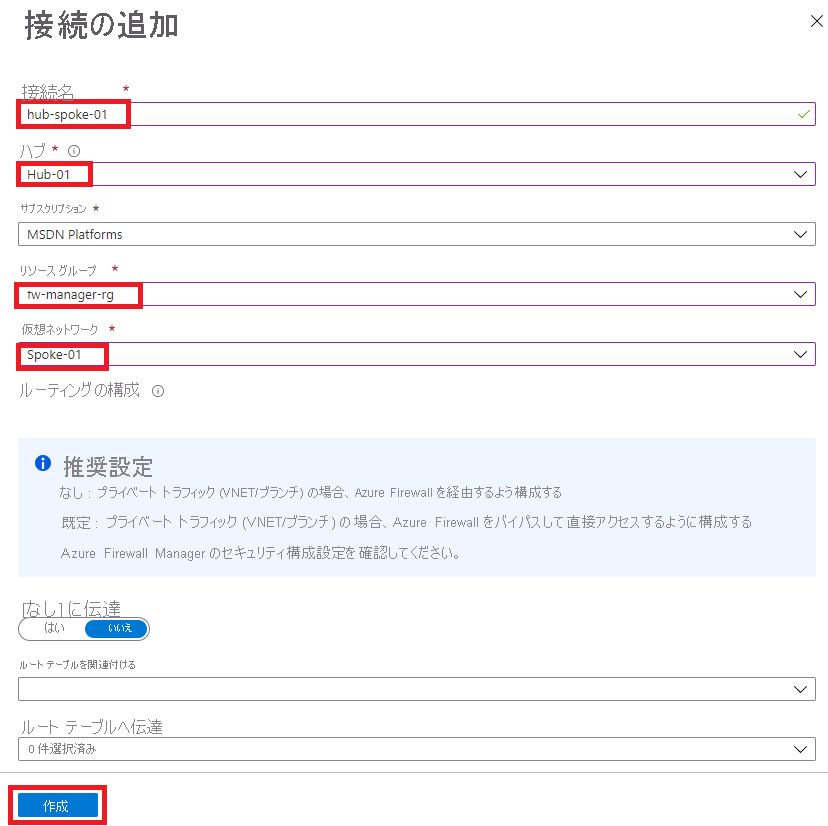 接続の追加
接続名 *
hub-spoke-01
ハブ *
Hub-01
サブスクリプション *
MSDN Platforms
リソース グループ *
fw-manager-rg
仮想ネットワーク *
Spoke-01
ルーティングの構成
推奨設定
なし : プライベート トラフィック (VNET/ブランチ) の場合、Azure Firewall を経由するよう構成する
既定 : プライベート トラフィック (VNET/ブランチ) の場合、Azure Firewall をバイパスして直接アクセスするように構成する
Azure Firewall Manager のセキュリティ構成設定を確認してください。
[なし] に伝達
はい いいえ
ルート テーブルを関連付ける
ルート テーブルへ伝達
0 件選択済み
作成